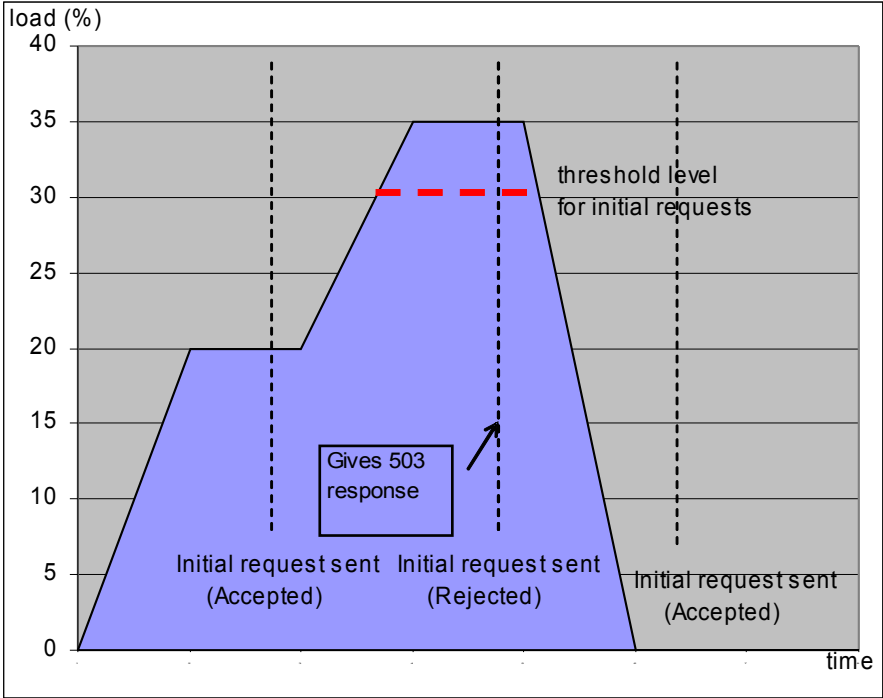 load (%)
40
35
30
25
20
15
10
5
0
threshold level
for initial requests
Gives 503
response
Initial request sent
(Accepted)
Initial request sent
(Rejected)
Initial request sent
(Accepted)
time